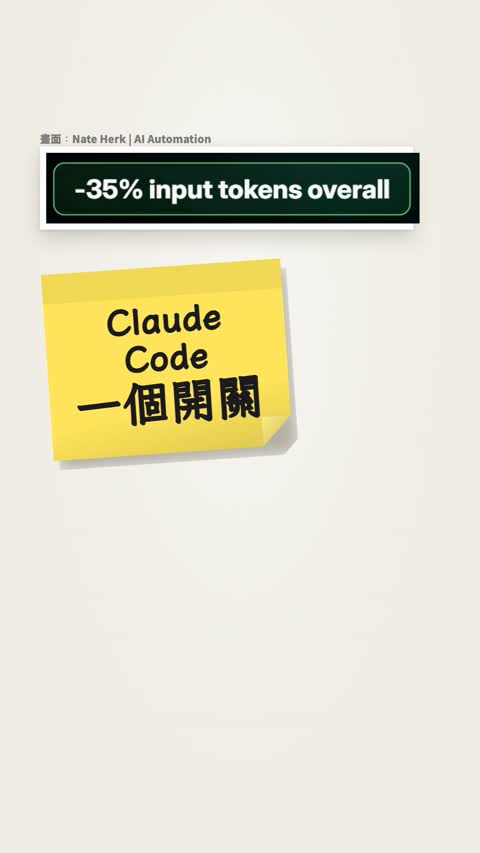 畫面：Nate Herk | AI Automation
-35% input tokens overall
Claude
Code
一個開關